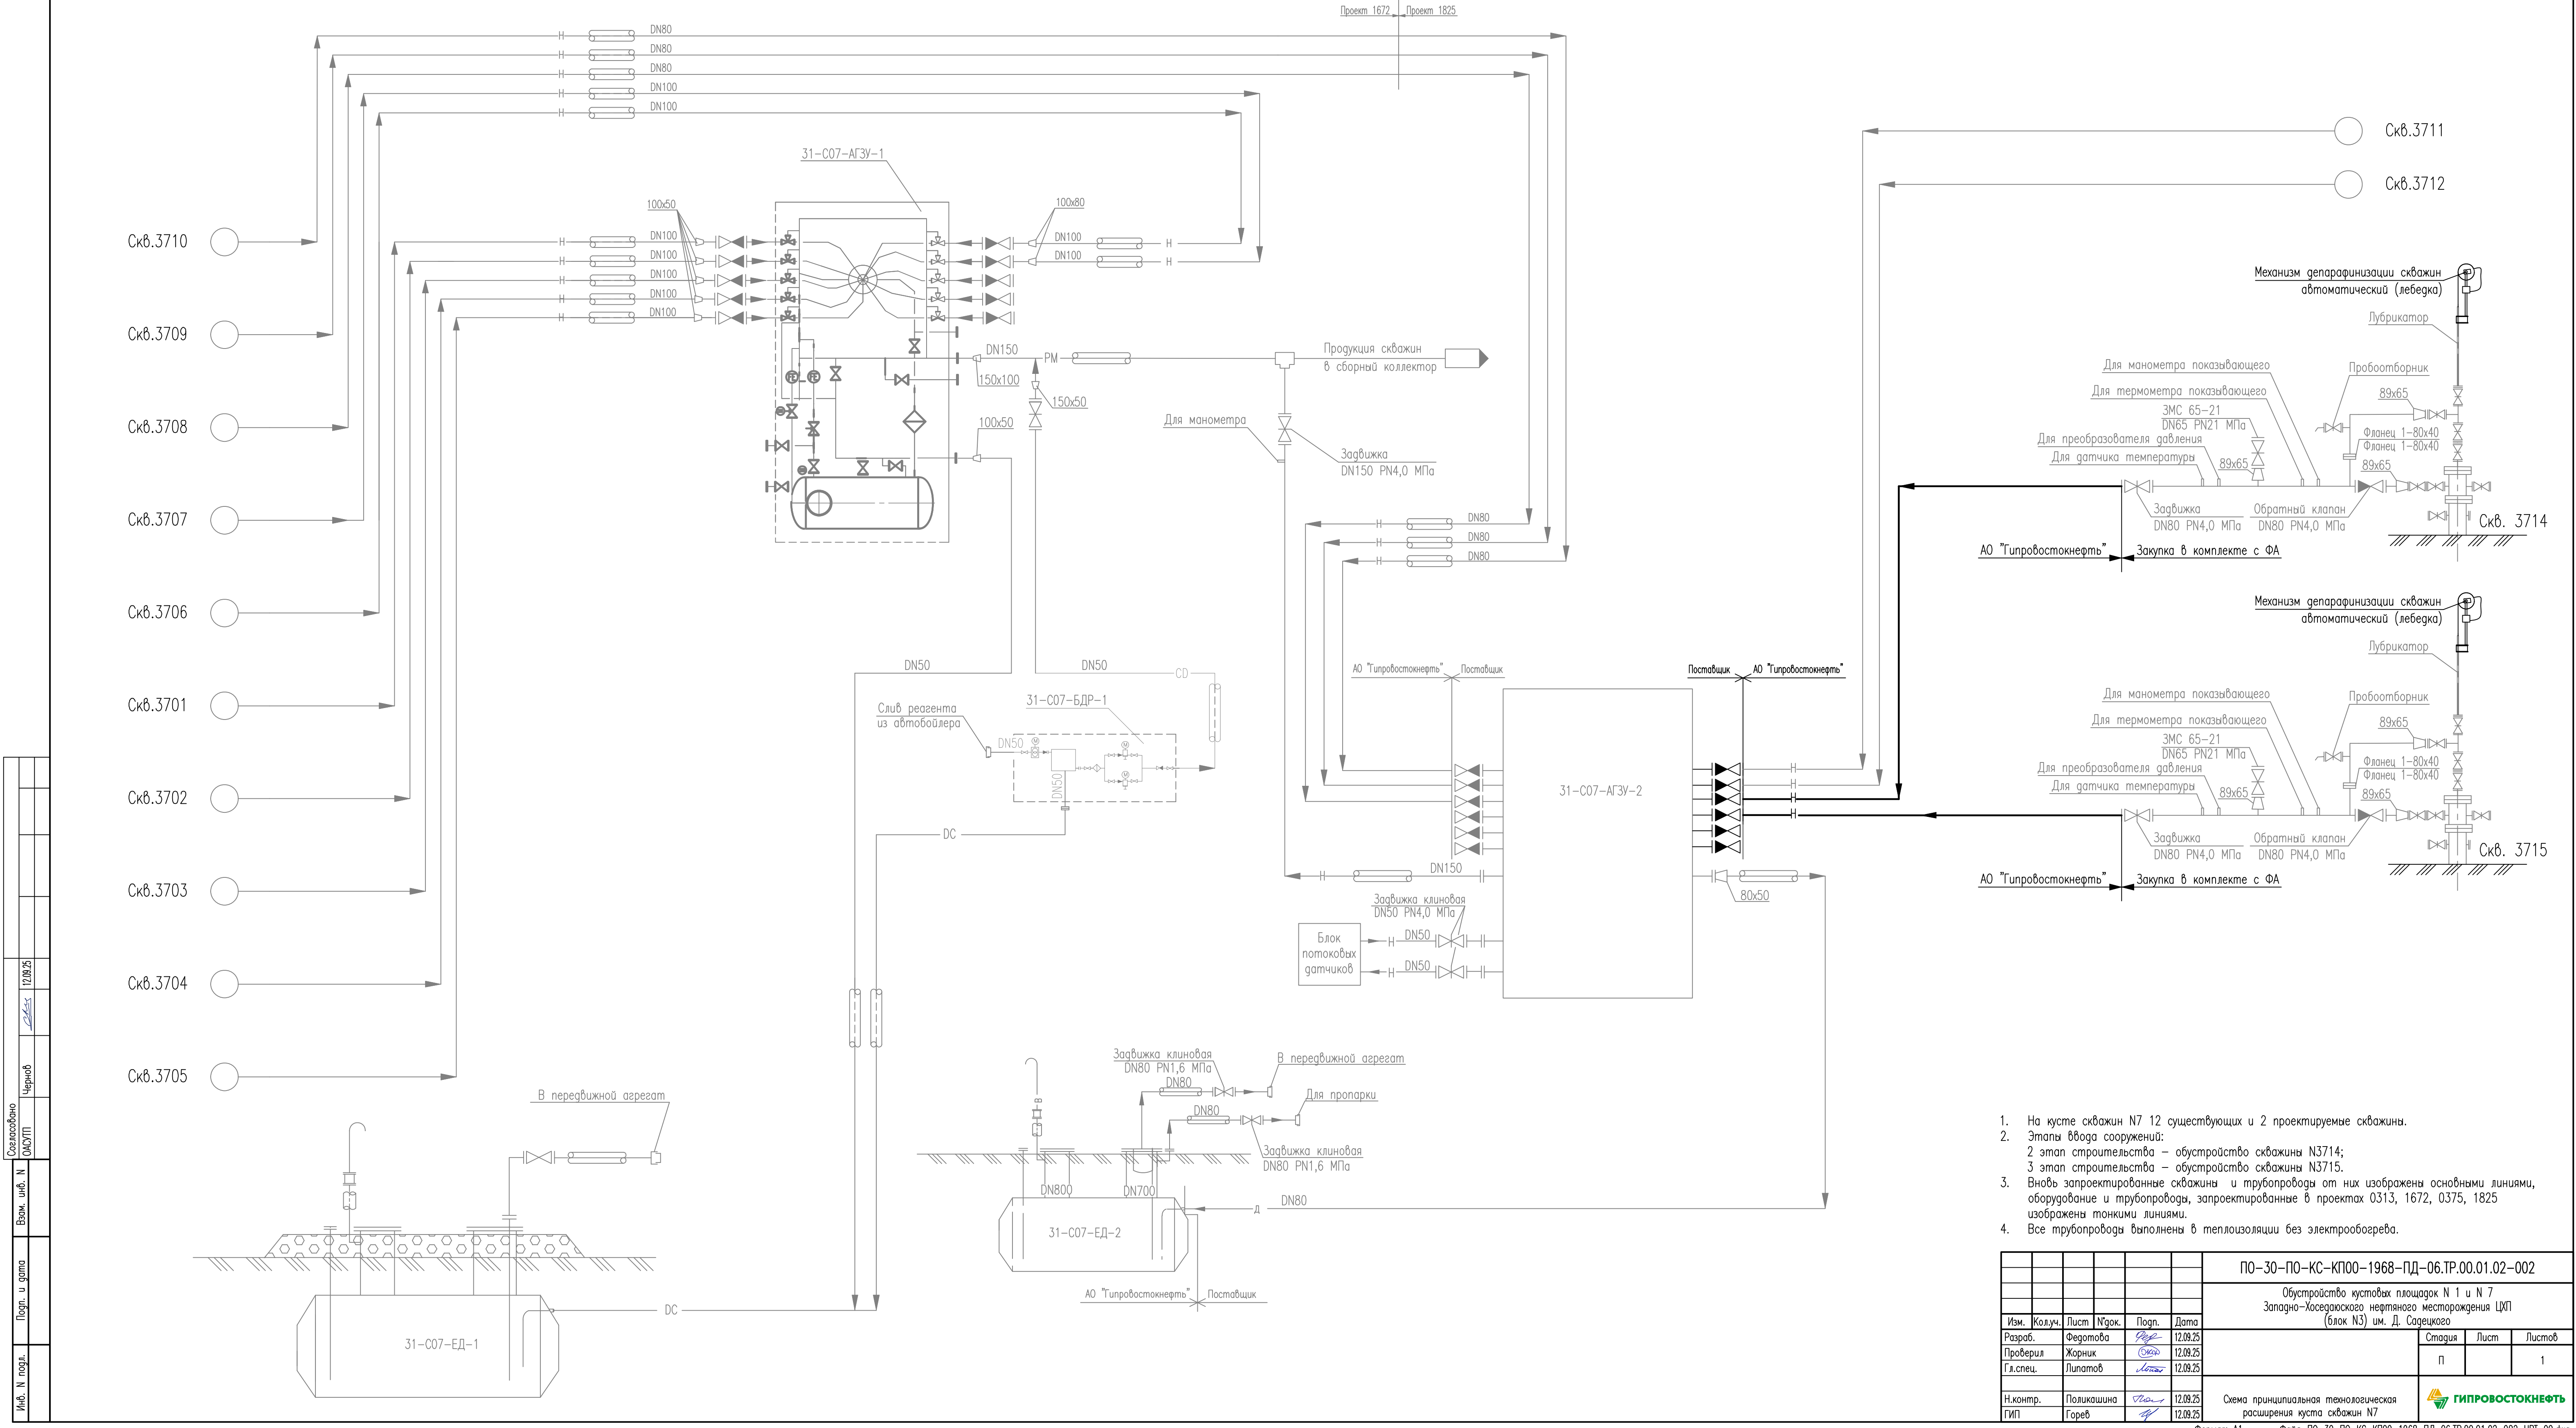 Проект 1672
Проект 1825
DN80
DN80
DN80
DN100
DN100
31-С07-АГЗУ-1
100х50
100х80
DN100
DN100
DN100
DN100
DN100
DN100
DN100
Скв.3710
Скв.3709
Скв.3708
Скв.3707
Скв.3706
Скв.3701
Скв.3702
Скв.3703
Скв.3704
Скв.3705
Скв.3711
Скв.3712
DN150
РМ
150х100
150х50
100х50
Продукция скважин
в сборный коллектор
Для манометра
Задвижка
DN150 PN4,0 МПа
DN80
DN80
DN80
Механизм депарафинизации скважин
автоматический (лебедка)
Лубрикатор
Для манометра показывающего
Пробоотборник
Для термометра показывающего
89х65
ЗМС 65-21
DN65 PN21 МПа
Фланец 1-80х40
Фланец 1-80х40
Для преобразователя давления
Для датчика температуры
89х65
89х65
Задвижка
DN80 PN4,0 МПа
Обратный клапан
DN80 PN4,0 МПа
Скв. 3714
АО "Гипровостокнефть"
Закупка в комплекте с ФА
Механизм депарафинизации скважин
автоматический (лебедка)
Лубрикатор
Для манометра показывающего
Пробоотборник
Для термометра показывающего
89х65
ЗМС 65-21
DN65 PN21 МПа
Фланец 1-80х40
Фланец 1-80х40
Для преобразователя давления
Для датчика температуры
89х65
89х65
Задвижка
DN80 PN4,0 МПа
Обратный клапан
DN80 PN4,0 МПа
Скв. 3715
АО "Гипровостокнефть"
Закупка в комплекте с ФА
DN50
DN50
CD
Слив реагента
из автобойлера
31-С07-БДР-1
DN50
DN50
DC
АО "Гипровостокнефть"
Поставщик
Поставщик
АО "Гипровостокнефть"
31-С07-АГЗУ-2
DN150
80х50
Задвижка клиновая
DN50 PN4,0 МПа
Блок
потоковых
датчиков
DN50
DN50
Задвижка клиновая
DN80 PN1,6 МПа
DN80
В передвижной агрегат
DN80
Для пропарки
Задвижка клиновая
DN80 PN1,6 МПа
DN800
DN700
DN80
Д
31-С07-ЕД-2
АО "Гипровостокнефть"
Поставщик
В передвижной агрегат
DC
31-С07-ЕД-1
1. На кусте скважин N7 12 существующих и 2 проектируемые скважины.
2. Этапы ввода сооружений:
2 этап строительства – обустройство скважины N3714;
3 этап строительства – обустройство скважины N3715.
3. Вновь запроектированные скважины и трубопроводы от них изображены основными линиями,
оборудование и трубопроводы, запроектированные в проектах 0313, 1672, 0375, 1825
изображены тонкими линиями.
4. Все трубопроводы выполнены в теплоизоляции без электрообогрева.
ПО-30-ПО-КС-КП00-1968-ПД-06.ТР.00.01.02-002
Обустройство кустовых площадок N 1 и N 7
Западно-Хоседаюского нефтяного месторождения ЦХП
(блок N3) им. Д. Садецкого
Изм. Кол.уч. Лист N°док. Подп. Дата
Разраб. Федотова 12.09.25
Проверил Жорник 12.09.25
Гл.спец. Липатов 12.09.25
Н.контр. Поликашина 12.09.25
ГИП Горев 12.09.25
Стадия Лист Листов
П 1
Схема принципиальная технологическая
расширения куста скважин N7
ГИПРОВОСТОКНЕФТЬ
Согласовано
ОАСУТП Чернов 12.09.25
Взам. инв. N
Подп. и дата
Инв. N подл.